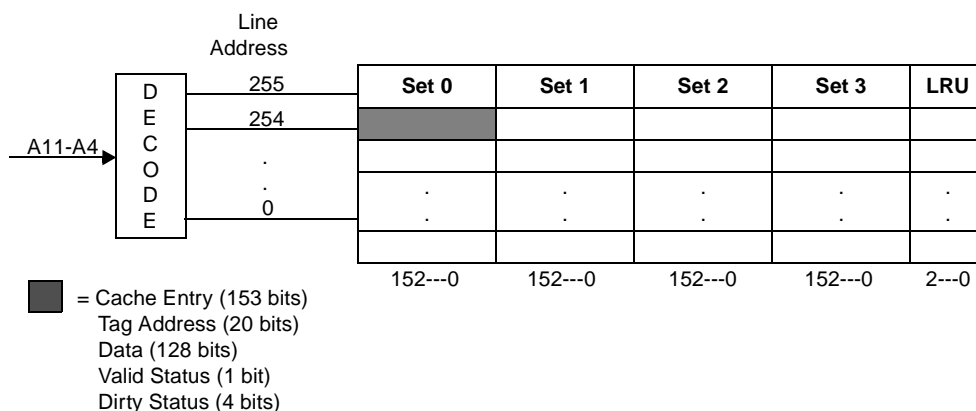 Line
Address
D
E
C
O
D
E
A11-A4
255
254
.
.
0
Set 0 Set 1 Set 2 Set 3 LRU
. . . . .
. . . . .
152---0 152---0 152---0 152---0 2---0
= Cache Entry (153 bits)
Tag Address (20 bits)
Data (128 bits)
Valid Status (1 bit)
Dirty Status (4 bits)